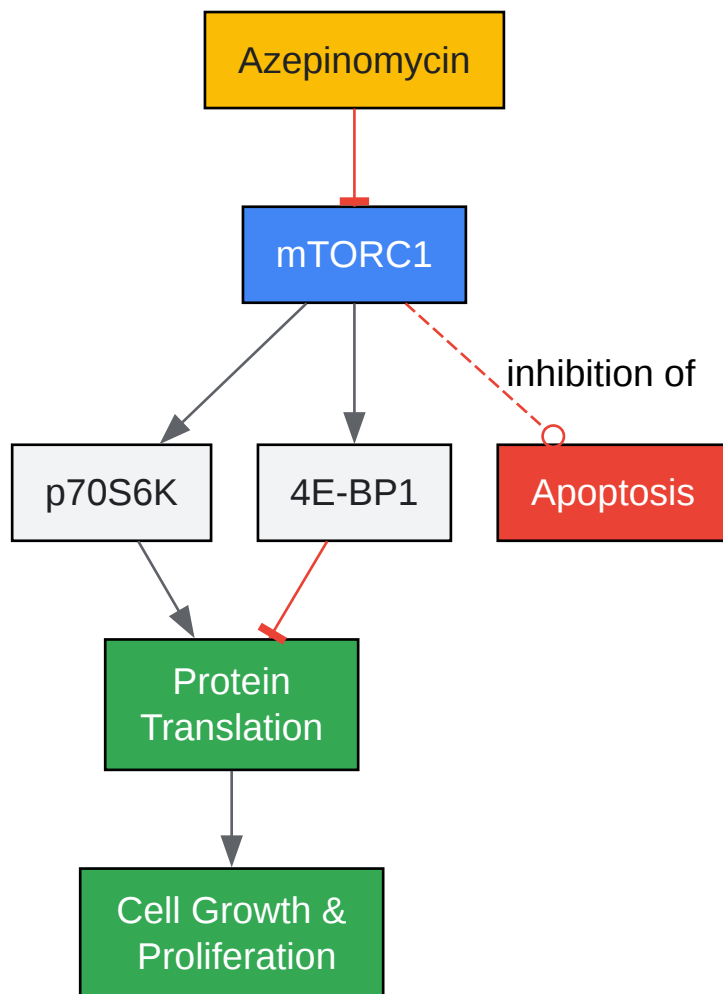 Azepinomycin
mTORC1
inhibition of
p70S6K
4E-BP1
Apoptosis
Protein
Translation
Cell Growth &
Proliferation